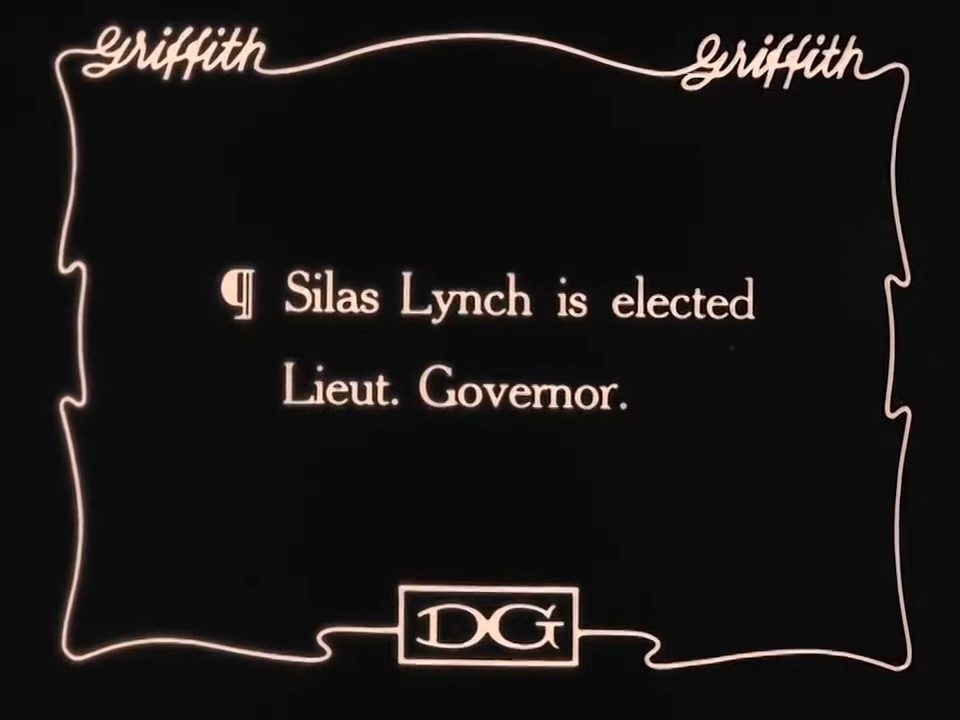 Griffith Griffith
¶ Silas Lynch is elected
Lieut. Governor.
DG